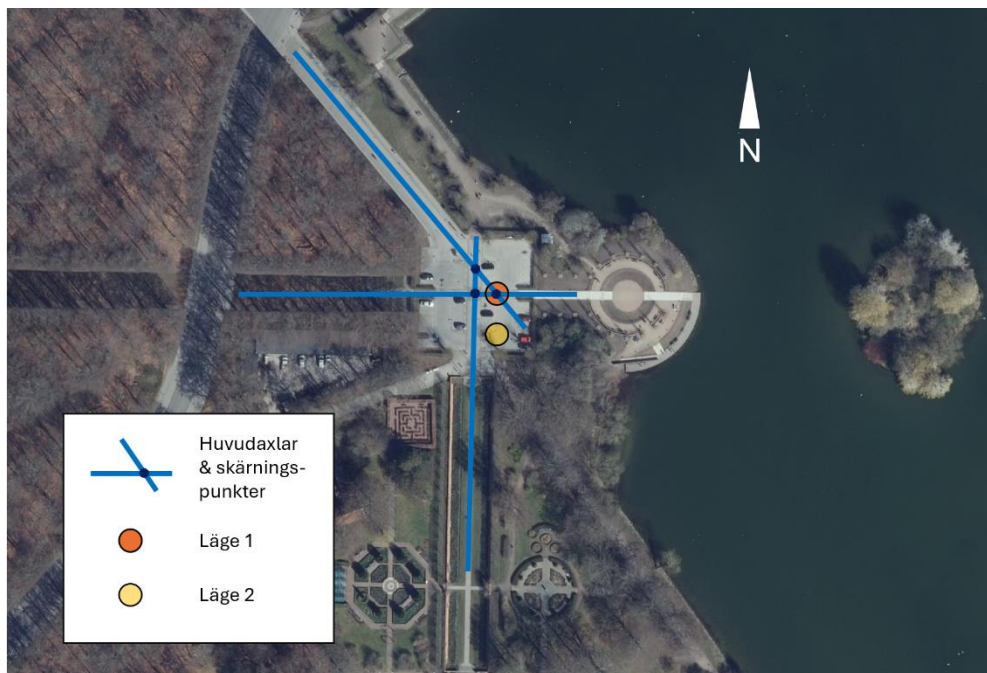 N
Huvudaxlar
& skärnings-
punkter
Läge 1
Läge 2